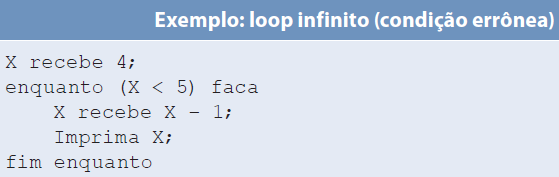 Exemplo: loop infinito (condição errônea)
X recebe 4;
enquanto (X < 5) faca
    X recebe X – 1;
    Imprima X;
fim enquanto